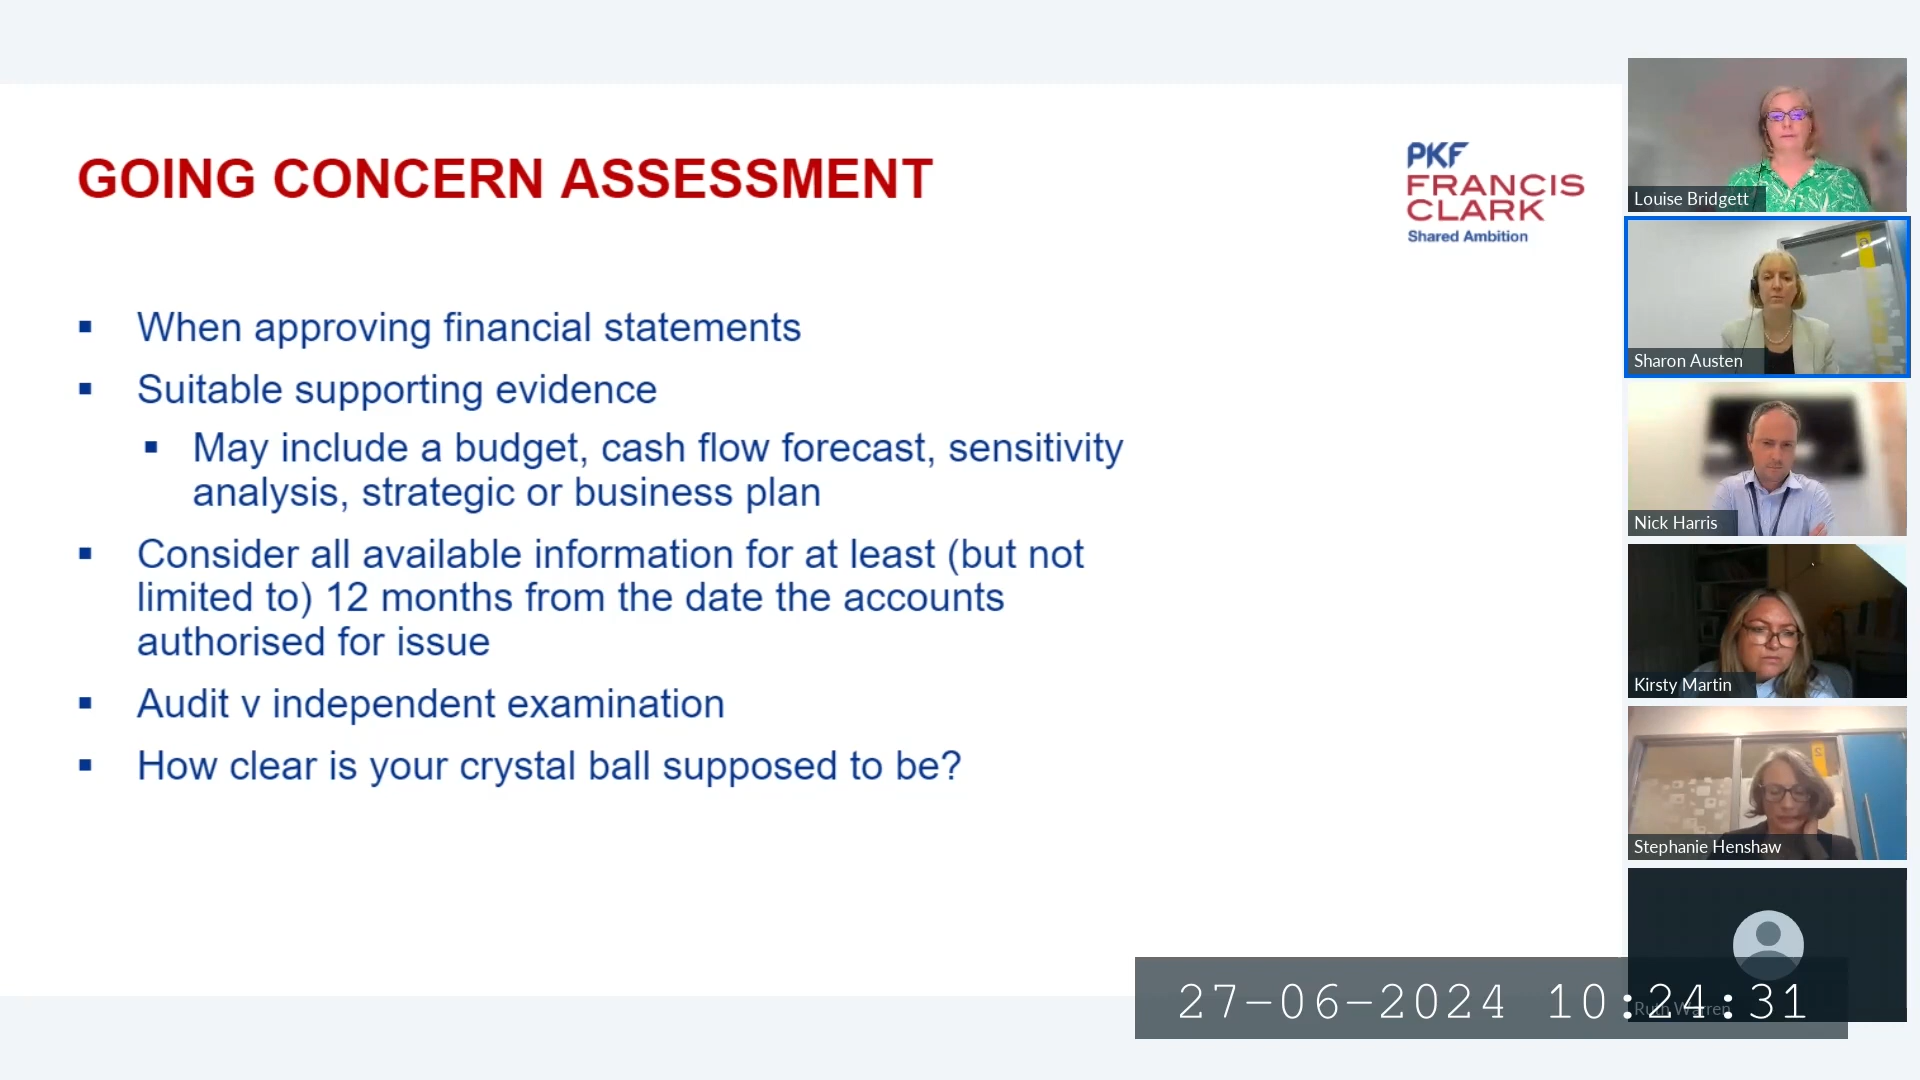 GOING CONCERN ASSESSMENT
PKF
FRANCIS
CLARK
Shared Ambition
▪ When approving financial statements
▪ Suitable supporting evidence
▪ May include a budget, cash flow forecast, sensitivity
analysis, strategic or business plan
▪ Consider all available information for at least (but not
limited to) 12 months from the date the accounts
authorised for issue
▪ Audit v independent examination
▪ How clear is your crystal ball supposed to be?
Louise Bridgett
Sharon Austen
Nick Harris
Kirsty Martin
Stephanie Henshaw
Ruth Warren
27-06-2024 10:24:31